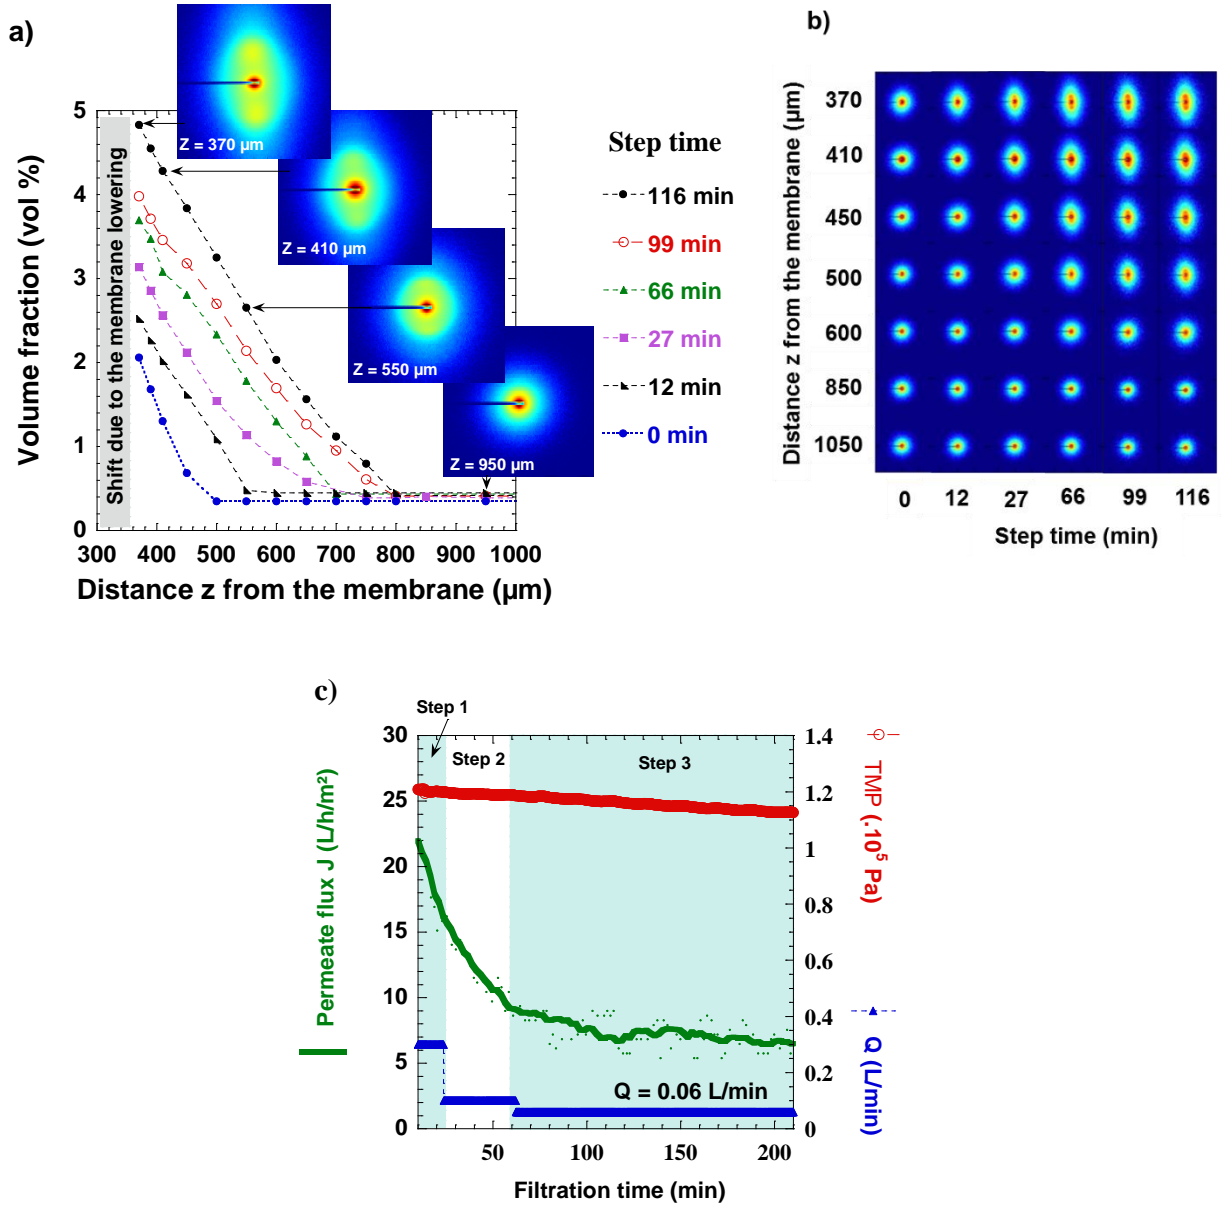 a)
Z = 370 µm
Z = 410 µm
Z = 550 µm
Z = 950 µm
Volume fraction (vol %)
5
4
3
2
1
0
Shift due to the membrane lowering
300 400 500 600 700 800 900 1000
Distance z from the membrane (µm)
Step time
116 min
99 min
66 min
27 min
12 min
0 min
b)
Distance z from the membrane (µm)
370
410
450
500
600
850
1050
0 12 27 66 99 116
Step time (min)
c)
Step 1
Step 2
Step 3
Permeate flux J (L/h/m²)
30
25
20
15
10
5
0
1.4
1.2
1
0.8
0.6
0.4
0.2
0
TMP (.10⁵ Pa)
Q (L/min)
Q = 0.06 L/min
50 100 150 200
Filtration time (min)